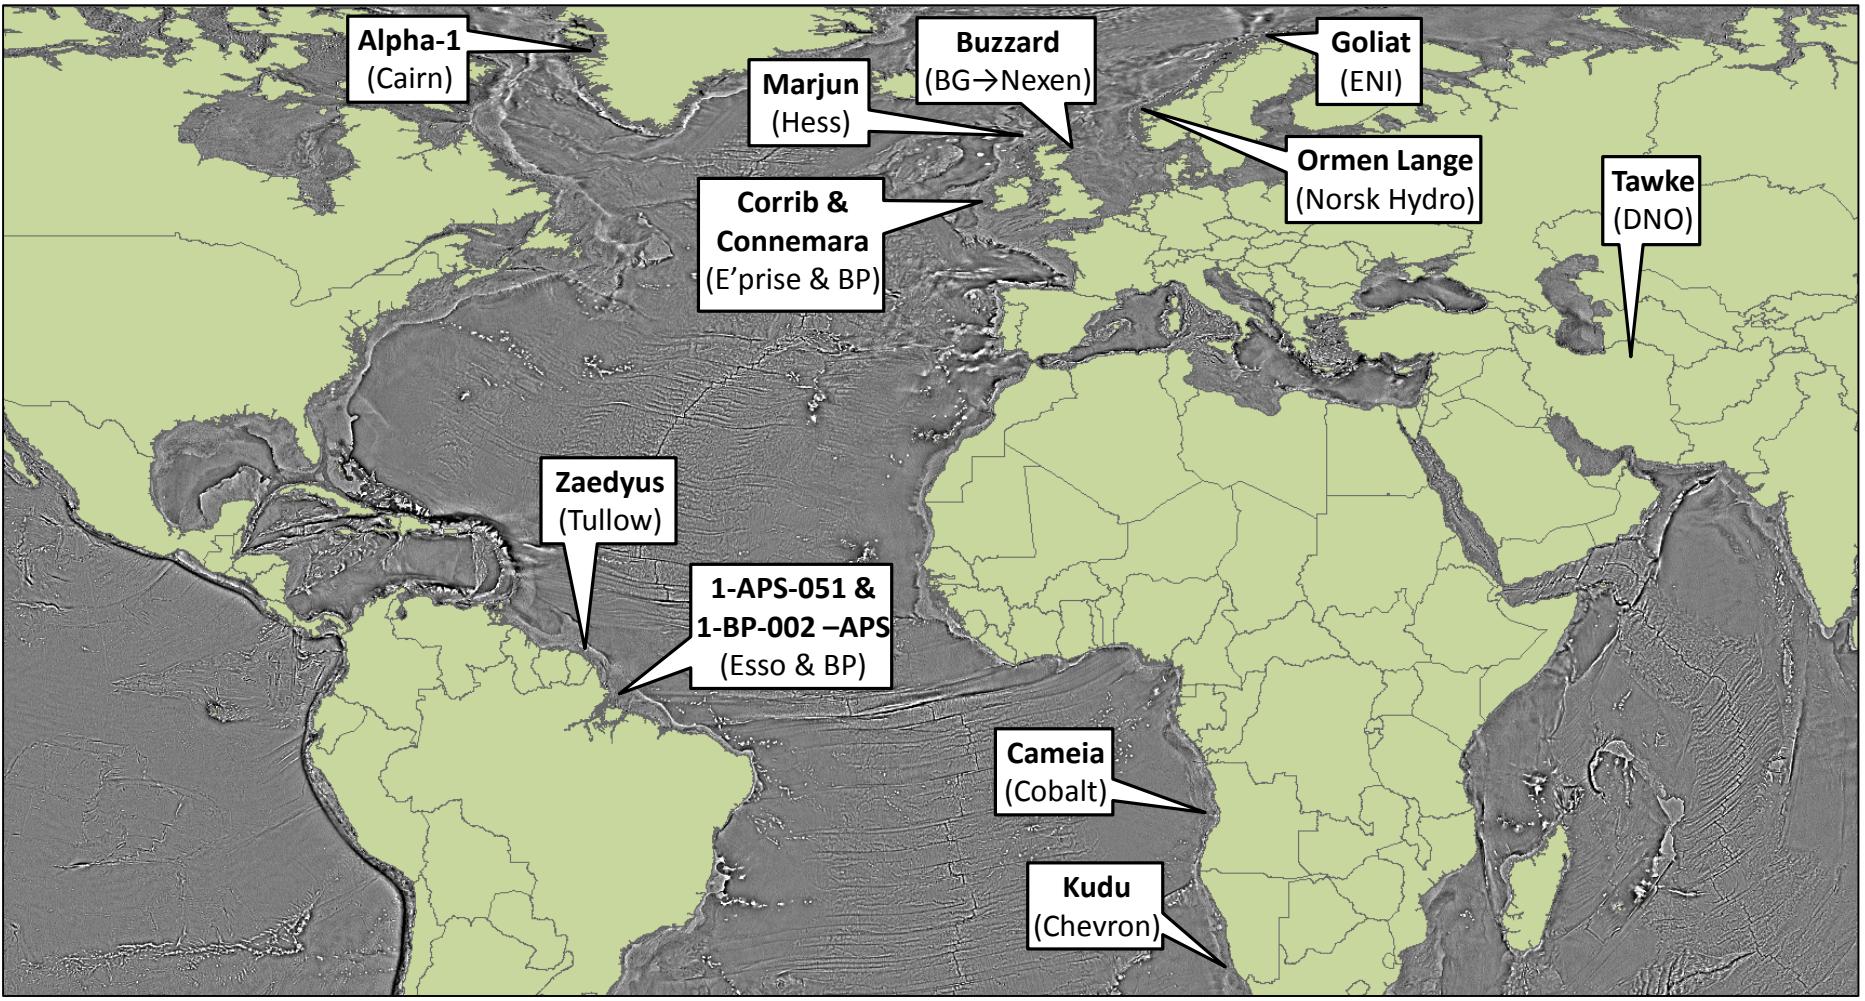 Alpha-1
(Cairn)
Buzzard
(BG→Nexen)
Goliat
(ENI)
Marjun
(Hess)
Ormen Lange
(Norsk Hydro)
Tawke
(DNO)
Corrib &
Connemara
(E'prise & BP)
Zaedyus
(Tullow)
1-APS-051 &
1-BP-002 –APS
(Esso & BP)
Cameia
(Cobalt)
Kudu
(Chevron)